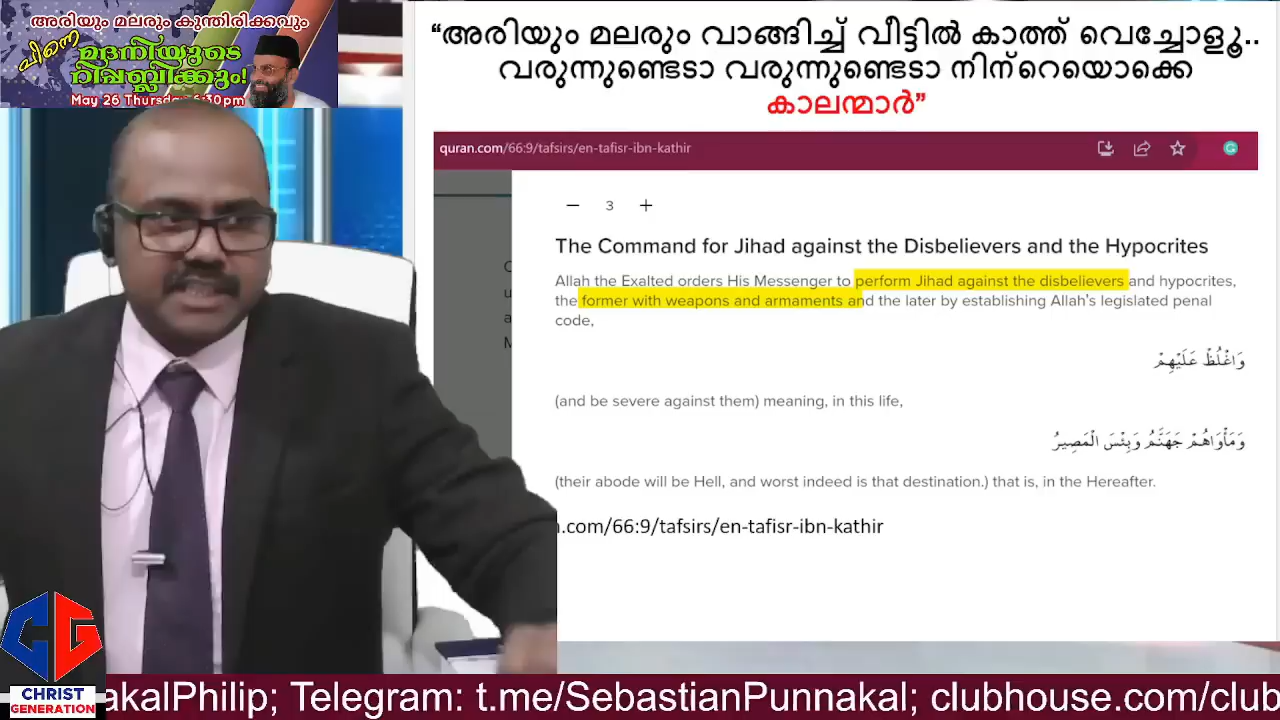 അരിയും മലരും കുന്തിരിക്കവും
പിന്നെ
മദനിയുടെ
റിപ്പബ്ലിക്കും!
May 26 Thursday 6:30pm
“അരിയും മലരും വാങ്ങിച്ച് വീട്ടിൽ കാത്ത് വെച്ചോളൂ..
വരുന്നുണ്ടെടാ വരുന്നുണ്ടെടാ നിന്റെയൊക്കെ
കാലന്മാർ”
quran.com/66:9/tafsirs/en-tafisr-ibn-kathir
3
The Command for Jihad against the Disbelievers and the Hypocrites
Allah the Exalted orders His Messenger to perform Jihad against the disbelievers and hypocrites,
the former with weapons and armaments and the later by establishing Allah's legislated penal
code,
وَاغْلُظْ عَلَيْهِمْ
(and be severe against them) meaning, in this life,
وَمَأْوَاهُمْ جَهَنَّمُ وَبِئْسَ الْمَصِيرُ
(their abode will be Hell, and worst indeed is that destination.) that is, in the Hereafter.
.com/66:9/tafsirs/en-tafisr-ibn-kathir
CHRIST
GENERATION
akalPhilip; Telegram: t.me/SebastianPunnakal; clubhouse.com/club